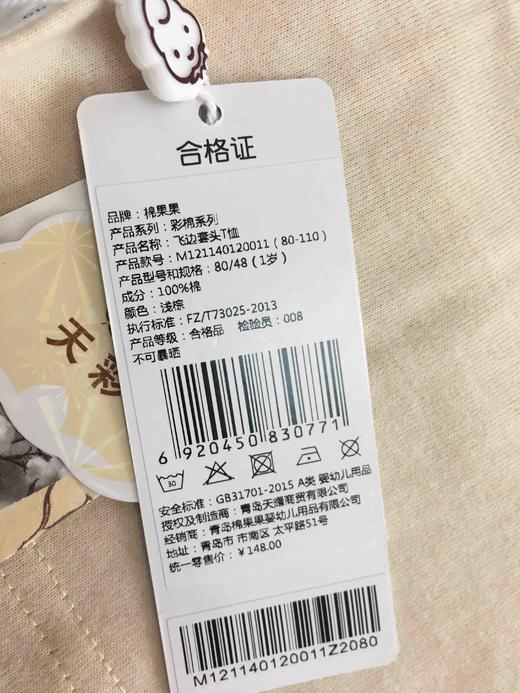 合格证
品牌：棉果果
产品系列：彩棉系列
产品名称：飞边套头T恤
产品款号：M121140120011（80-110）
产品型号和规格：80/48（1岁）
成分：100%棉
颜色：浅棕
执行标准：FZ/T73025-2013
产品等级：合格品 检验员：008
不可暴晒
6 920450 830771
30
安全标准：GB31701-2015 A类 婴幼儿用品
授权及制造商：青岛天缯商贸有限公司
经销商：青岛棉果果婴幼儿用品有限公司
地址：青岛市 市南区 太平路51号
统一零售价：￥148.00
M121140120011Z2080
天彩